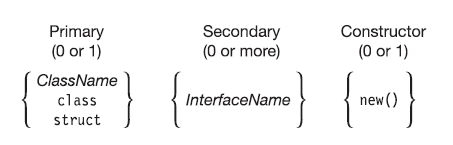 Primary
(0 or 1)
ClassName
class
struct
Secondary
(0 or more)
InterfaceName
Constructor
(0 or 1)
new()